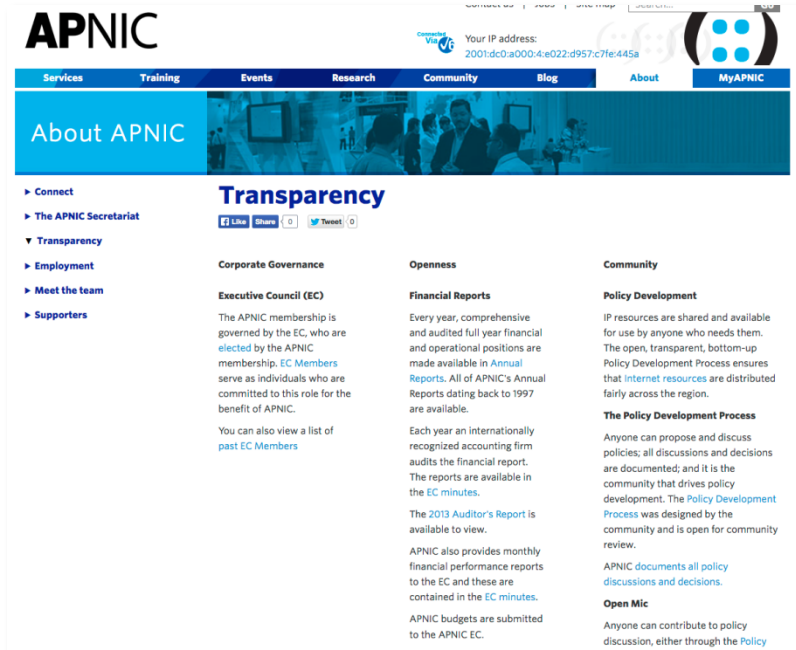 Contact us | Jobs | Site map Search... GO
APNIC
Connected Via V6
Your IP address:
2001:dc0:a000:4:e022:d957:c7fe:445a
Services Training Events Research Community Blog About MyAPNIC
About APNIC
Connect
The APNIC Secretariat
Transparency
Employment
Meet the team
Supporters
Transparency
Like Share 0 Tweet 0
Corporate Governance
Executive Council (EC)
The APNIC membership is
governed by the EC, who are
elected by the APNIC
membership. EC Members
serve as individuals who are
committed to this role for the
benefit of APNIC.
You can also view a list of
past EC Members
Openness
Financial Reports
Every year, comprehensive
and audited full year financial
and operational positions are
made available in Annual
Reports. All of APNIC's Annual
Reports dating back to 1997
are available.
Each year an internationally
recognized accounting firm
audits the financial report.
The reports are available in
the EC minutes.
The 2013 Auditor's Report is
available to view.
APNIC also provides monthly
financial performance reports
to the EC and these are
contained in the EC minutes.
APNIC budgets are submitted
to the APNIC EC.
Community
Policy Development
IP resources are shared and available
for use by anyone who needs them.
The open, transparent, bottom-up
Policy Development Process ensures
that Internet resources are distributed
fairly across the region.
The Policy Development Process
Anyone can propose and discuss
policies; all discussions and decisions
are documented; and it is the
community that drives policy
development. The Policy Development
Process was designed by the
community and is open for community
review.
APNIC documents all policy
discussions and decisions.
Open Mic
Anyone can contribute to policy
discussion, either through the Policy